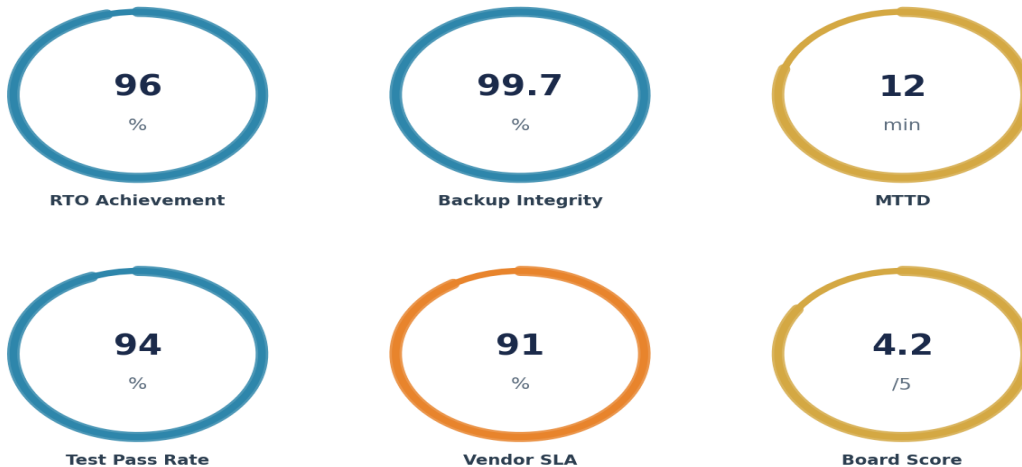 96
%
RTO Achievement
99.7
%
Backup Integrity
12
min
MTTD
94
%
Test Pass Rate
91
%
Vendor SLA
4.2
/5
Board Score